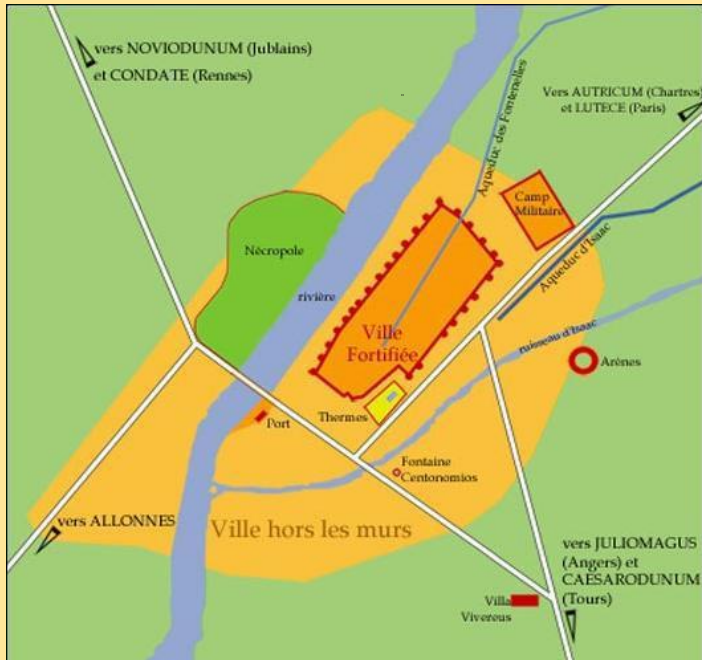 vers NOVIODUNUM (Jublains)
et CONDATE (Rennes)
Vers AUTRICUM (Chartres)
et LUTECE (Paris)
Aqueduc des Fontenelles
Camp
Militaire
Aqueduc d'Isaac
Nécropole
rivière
Ville
Fortifiée
ruisseau d'Isaac
Arènes
Thermes
Port
Fontaine
Centonomios
vers ALLONNES
Ville hors les murs
vers JULIOMAGUS
(Angers) et
CAESARODUNUM
(Tours)
Villa
Vivereus